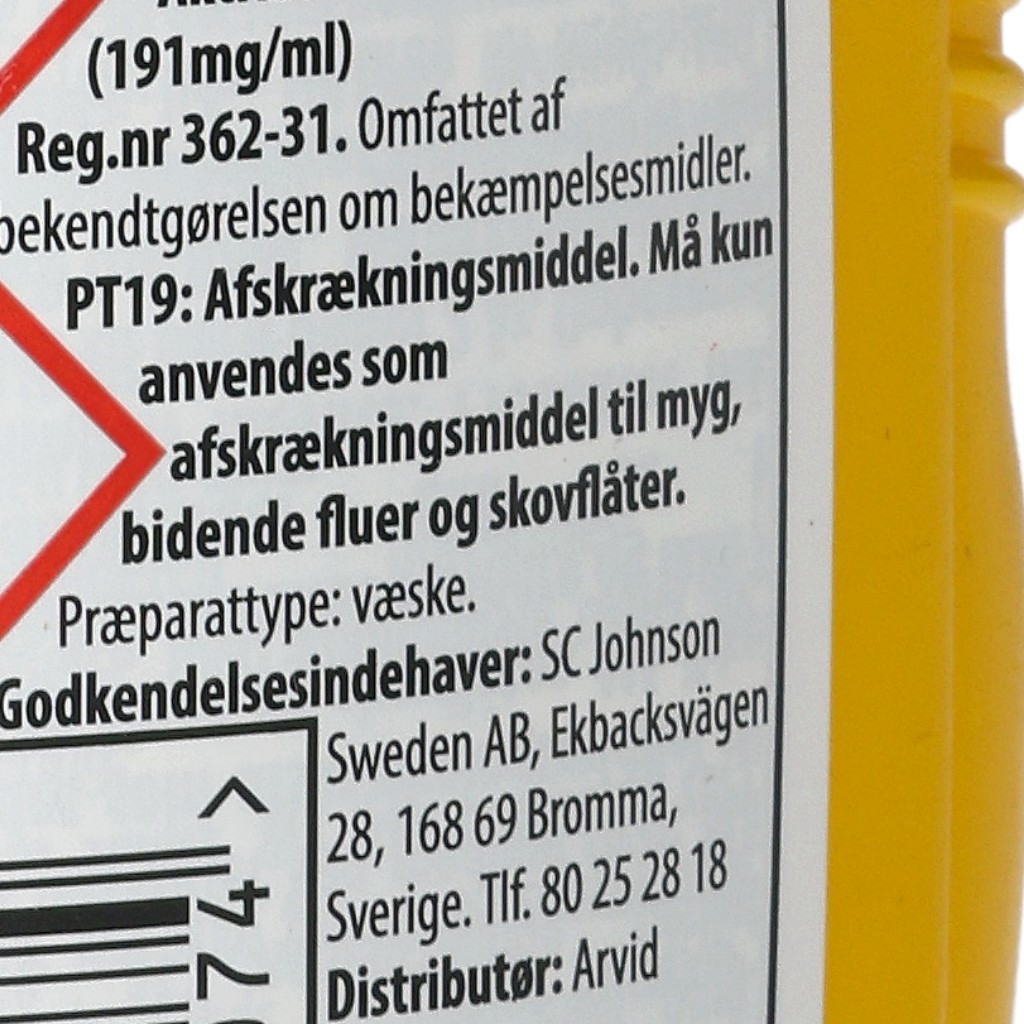 (191mg/ml)
Reg.nr 362-31. Omfattet af
bekendtgørelsen om bekæmpelsesmidler.
PT19: Afskrækningsmiddel. Må kun
anvendes som
afskrækningsmiddel til myg,
bidende fluer og skovflåter.
Præparattype: væske.
Godkendelsesindehaver: SC Johnson
Sweden AB, Ekbacksvägen
28, 168 69 Bromma,
Sverige. Tlf. 80 25 28 18
Distributør: Arvid
>
47